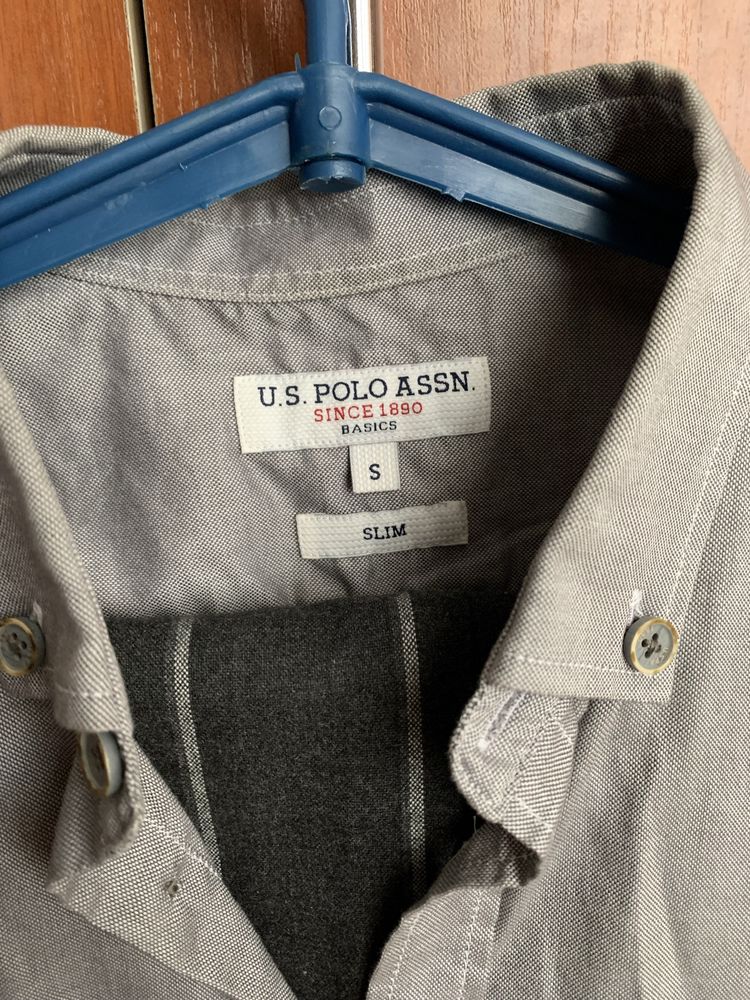 U.S. POLO ASSN.
SINCE 1890
BASICS
S
SLIM